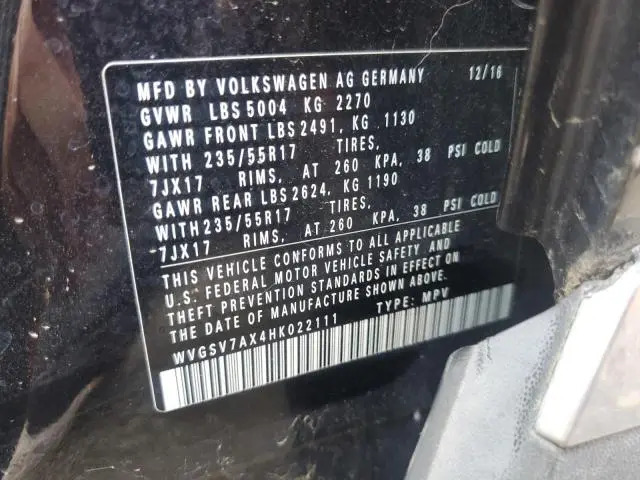 MFD BY VOLKSWAGEN AG GERMANY 12/16
GVWR LBS 5004 KG 2270
GAWR FRONT LBS 2491, KG 1130
WITH 235/55R17 TIRES,
7JX17 RIMS, AT 260 KPA, 38 PSI COLD
GAWR REAR LBS 2624, KG 1190
WITH235/55R17 TIRES,
7JX17 RIMS, AT 260 KPA, 38 PSI COLD
THIS VEHICLE CONFORMS TO ALL APPLICABLE
U.S. FEDERAL MOTOR VEHICLE SAFETY AND
THEFT PREVENTION STANDARDS IN EFFECT ON
THE DATE OF MANUFACTURE SHOWN ABOVE.
WVGSV7AX4HK022111 TYPE: MPV